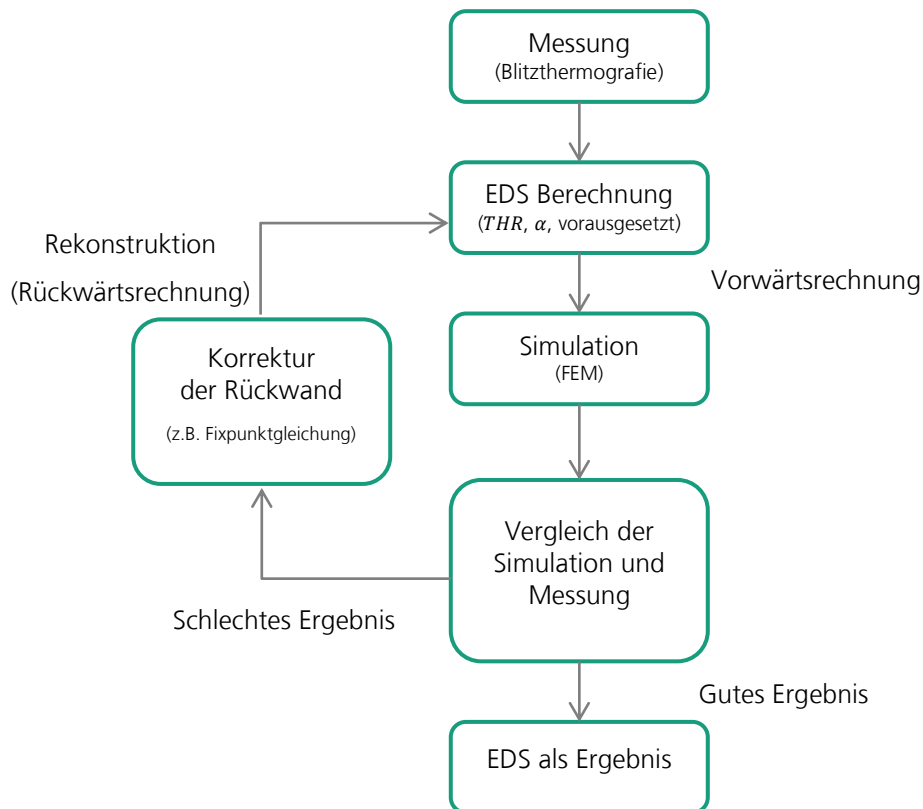 Messung
(Blitzthermografie)
EDS Berechnung
(THR, α, vorausgesetzt)
Rekonstruktion
(Rückwärtsrechnung)
Vorwärtsrechnung
Simulation
(FEM)
Korrektur
der Rückwand
(z.B. Fixpunktgleichung)
Vergleich der
Simulation und
Messung
Schlechtes Ergebnis
Gutes Ergebnis
EDS als Ergebnis